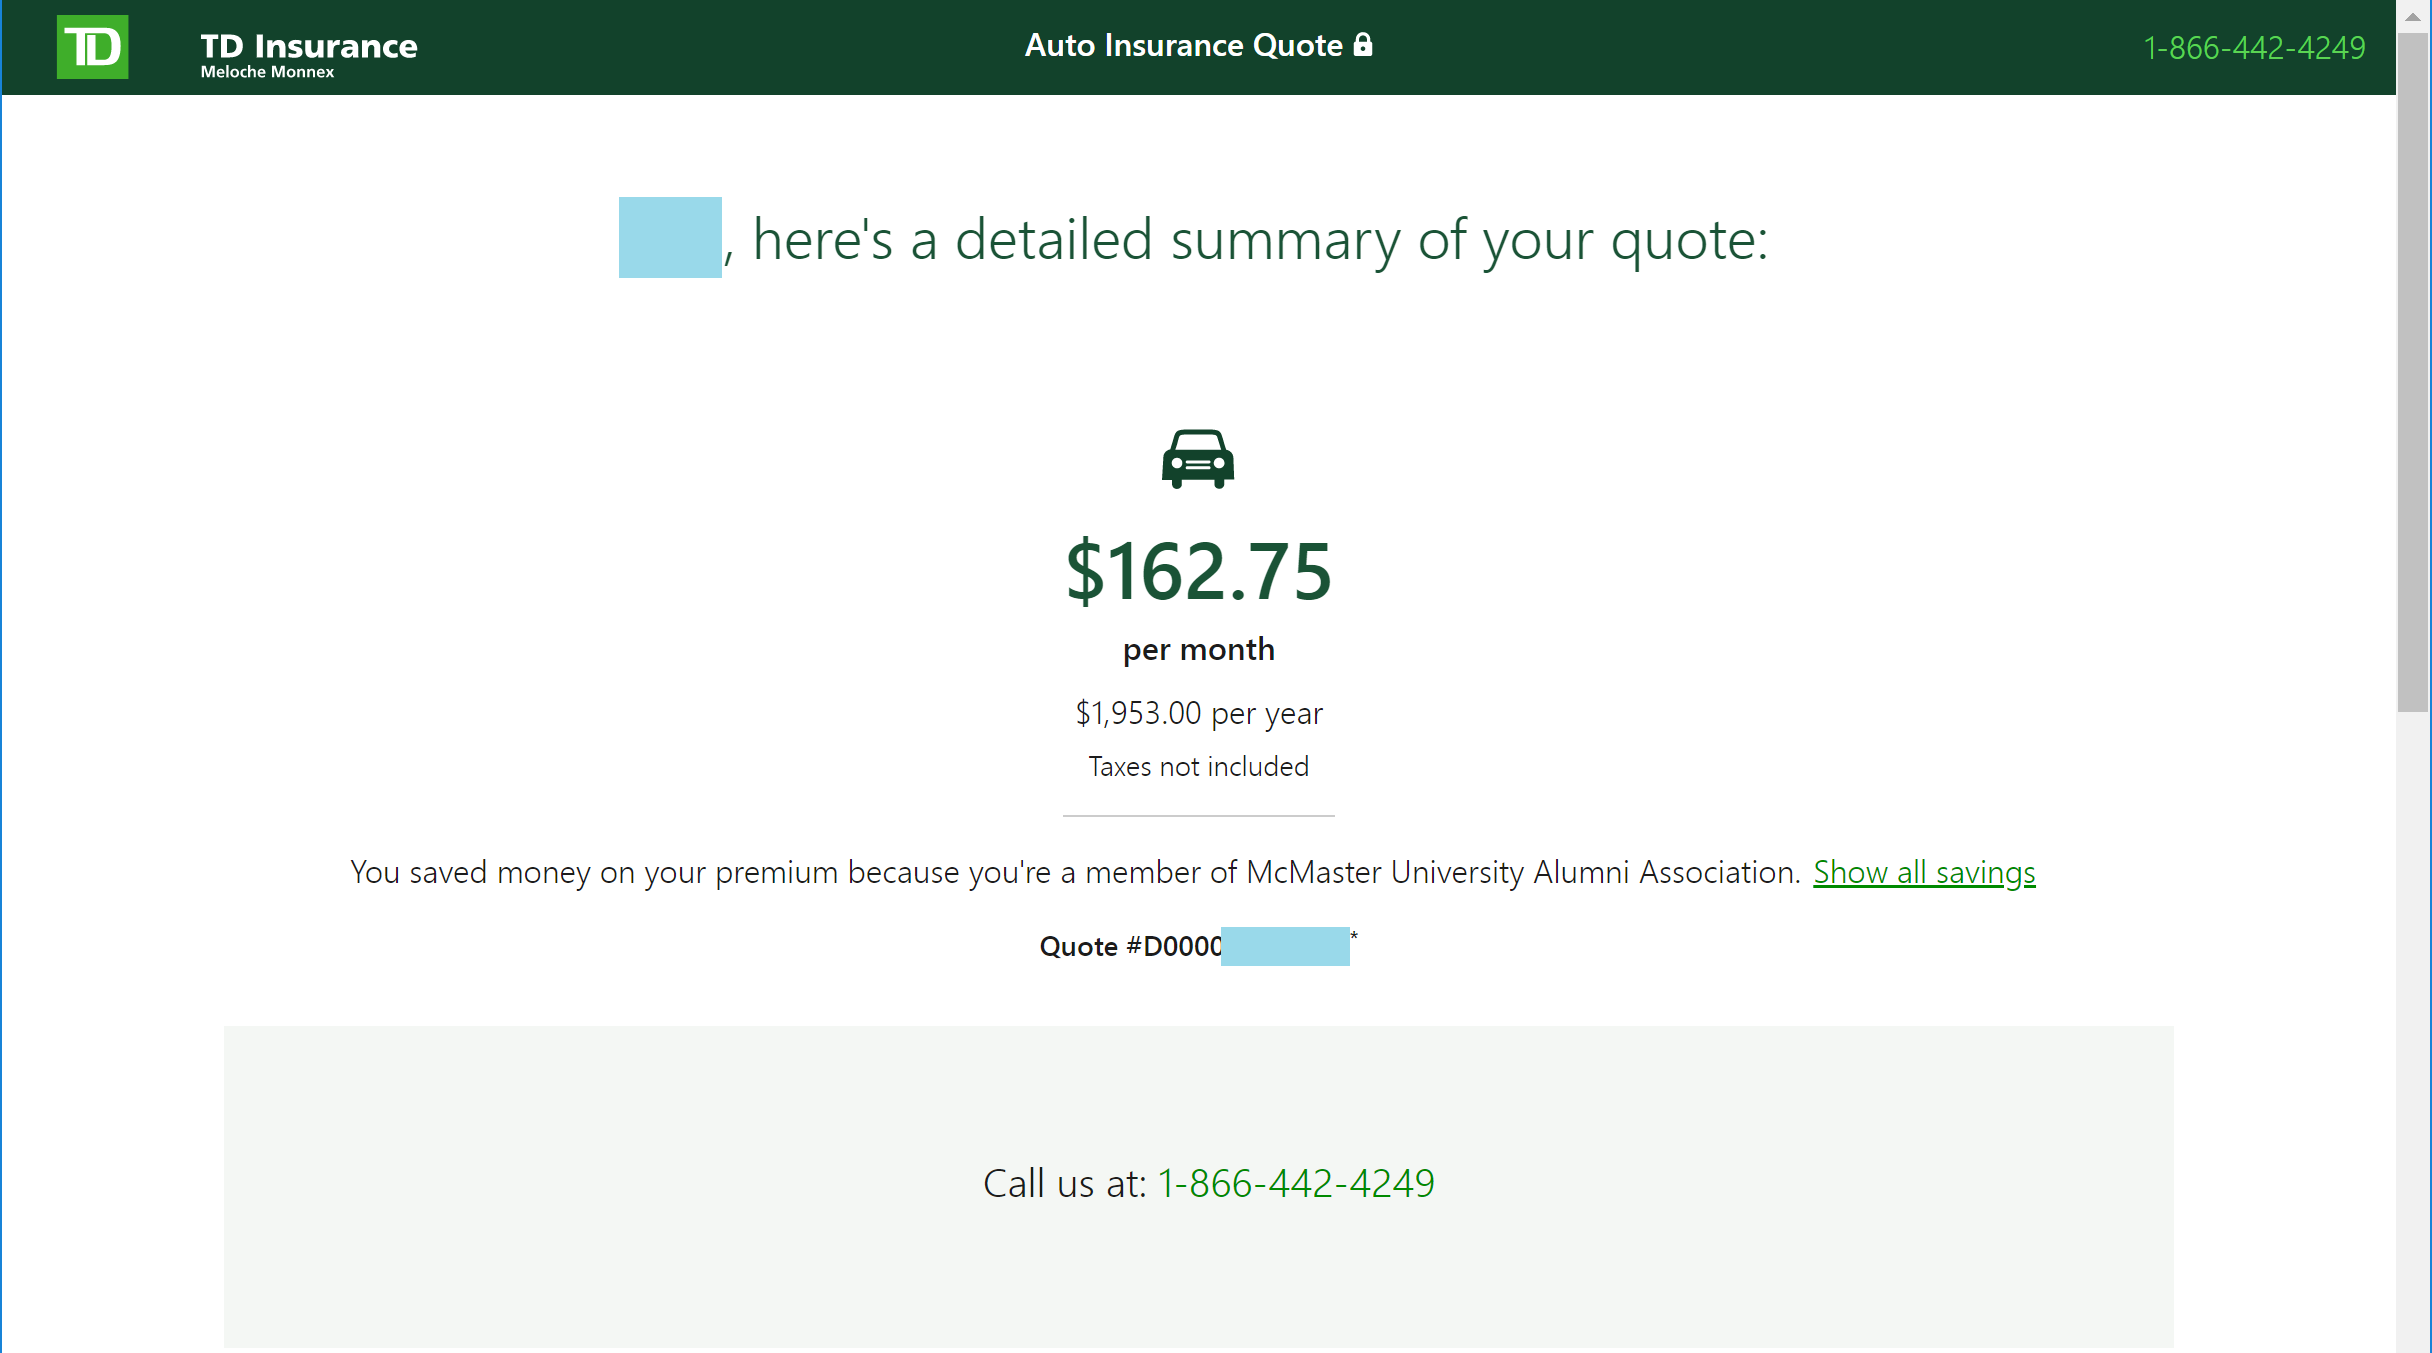 TD
TD Insurance
Meloche Monnex
Auto Insurance Quote
1-866-442-4249
, here's a detailed summary of your quote:
$162.75
per month
$1,953.00 per year
Taxes not included
You saved money on your premium because you're a member of McMaster University Alumni Association. Show all savings
Quote #D0000 *
Call us at: 1-866-442-4249